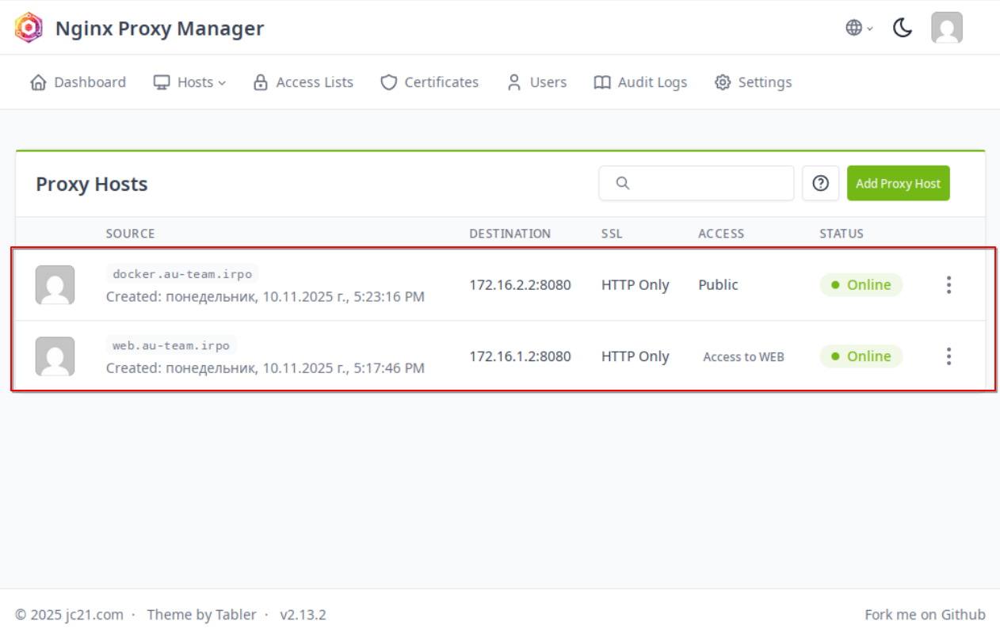 Nginx Proxy Manager
Dashboard Hosts Access Lists Certificates Users Audit Logs Settings
Proxy Hosts Add Proxy Host
SOURCE DESTINATION SSL ACCESS STATUS
docker.au-team.irpo
Created: понедельник, 10.11.2025 г., 5:23:16 PM 172.16.2.2:8080 HTTP Only Public Online
web.au-team.irpo
Created: понедельник, 10.11.2025 г., 5:17:46 PM 172.16.1.2:8080 HTTP Only Access to WEB Online
© 2025 jc21.com · Theme by Tabler · v2.13.2 Fork me on Github